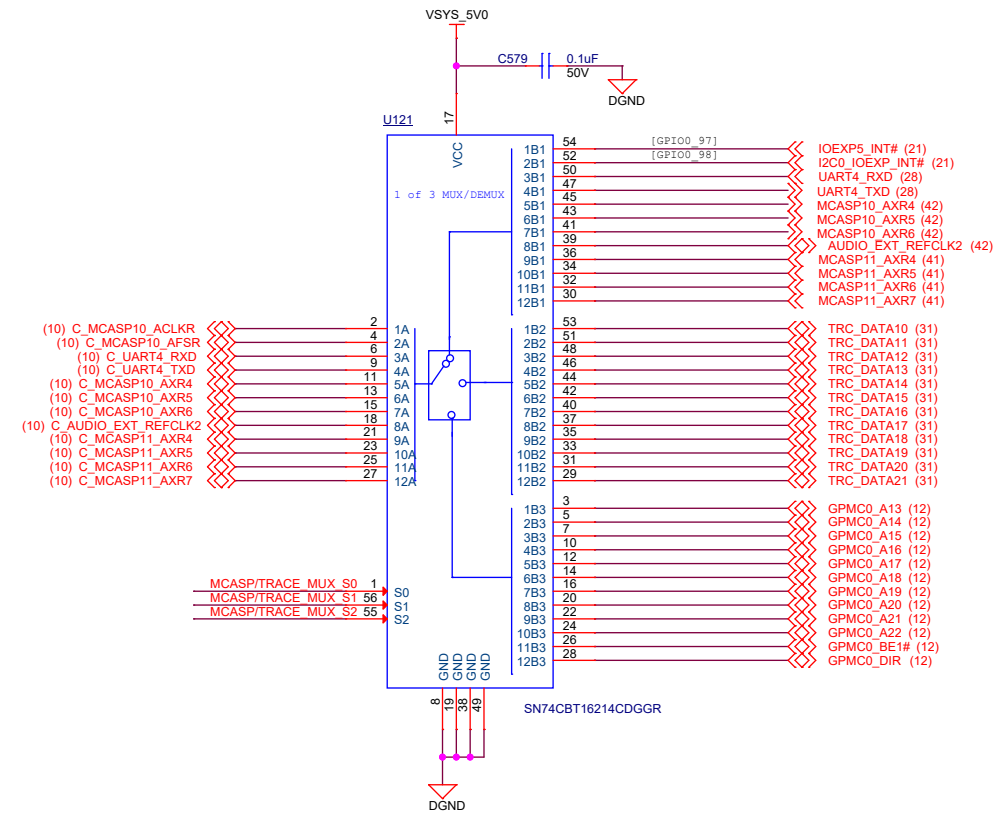 VSYS_5V0
C579 0.1uF
50V
DGND
U121
17
VCC
1 of 3 MUX/DEMUX
1B1 54 [GPIO0_97] IOEXP5_INT# (21)
2B1 52 [GPIO0_98] I2C0_IOEXP_INT# (21)
3B1 50 UART4_RXD (28)
4B1 47 UART4_TXD (28)
5B1 45 MCASP10_AXR4 (42)
6B1 43 MCASP10_AXR5 (42)
7B1 41 MCASP10_AXR6 (42)
8B1 39 AUDIO_EXT_REFCLK2 (42)
9B1 36 MCASP11_AXR4 (41)
10B1 34 MCASP11_AXR5 (41)
11B1 32 MCASP11_AXR6 (41)
12B1 30 MCASP11_AXR7 (41)
(10) C_MCASP10_ACLKR 2 1A 1B2 53 TRC_DATA10 (31)
(10) C_MCASP10_AFSR 4 2A 2B2 51 TRC_DATA11 (31)
(10) C_UART4_RXD 6 3A 3B2 48 TRC_DATA12 (31)
(10) C_UART4_TXD 9 4A 4B2 46 TRC_DATA13 (31)
(10) C_MCASP10_AXR4 11 5A 5B2 44 TRC_DATA14 (31)
(10) C_MCASP10_AXR5 13 6A 6B2 42 TRC_DATA15 (31)
(10) C_MCASP10_AXR6 15 7A 7B2 40 TRC_DATA16 (31)
(10) C_AUDIO_EXT_REFCLK2 18 8A 8B2 37 TRC_DATA17 (31)
(10) C_MCASP11_AXR4 21 9A 9B2 35 TRC_DATA18 (31)
(10) C_MCASP11_AXR5 23 10A 10B2 33 TRC_DATA19 (31)
(10) C_MCASP11_AXR6 25 11A 11B2 31 TRC_DATA20 (31)
(10) C_MCASP11_AXR7 27 12A 12B2 29 TRC_DATA21 (31)
1B3 3 GPMC0_A13 (12)
2B3 5 GPMC0_A14 (12)
3B3 7 GPMC0_A15 (12)
4B3 10 GPMC0_A16 (12)
5B3 12 GPMC0_A17 (12)
6B3 14 GPMC0_A18 (12)
MCASP/TRACE_MUX_S0 1 S0 7B3 16 GPMC0_A19 (12)
MCASP/TRACE_MUX_S1 56 S1 8B3 20 GPMC0_A20 (12)
MCASP/TRACE_MUX_S2 55 S2 9B3 22 GPMC0_A21 (12)
10B3 24 GPMC0_A22 (12)
11B3 26 GPMC0_BE1# (12)
12B3 28 GPMC0_DIR (12)
GND GND GND GND
8 19 38 49
SN74CBT16214CDGGR
DGND